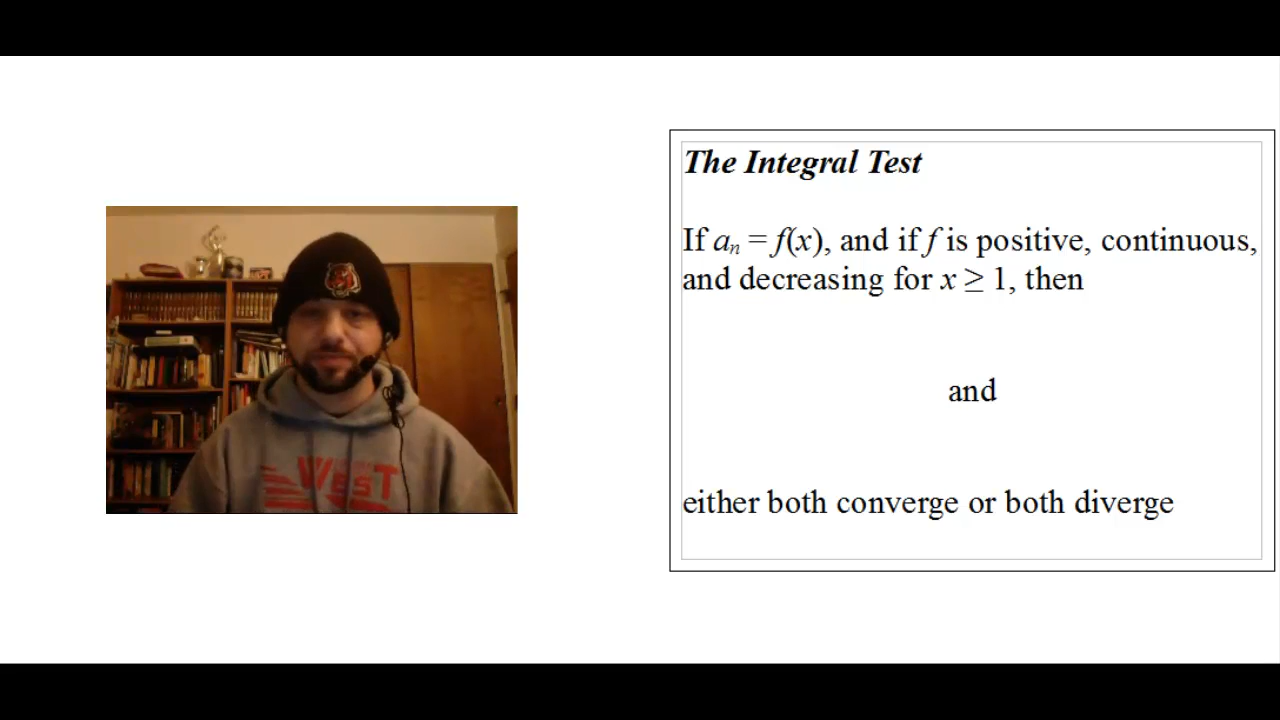 The Integral Test
If aₙ = f(x), and if f is positive, continuous,
and decreasing for x ≥ 1, then
and
either both converge or both diverge
WEST